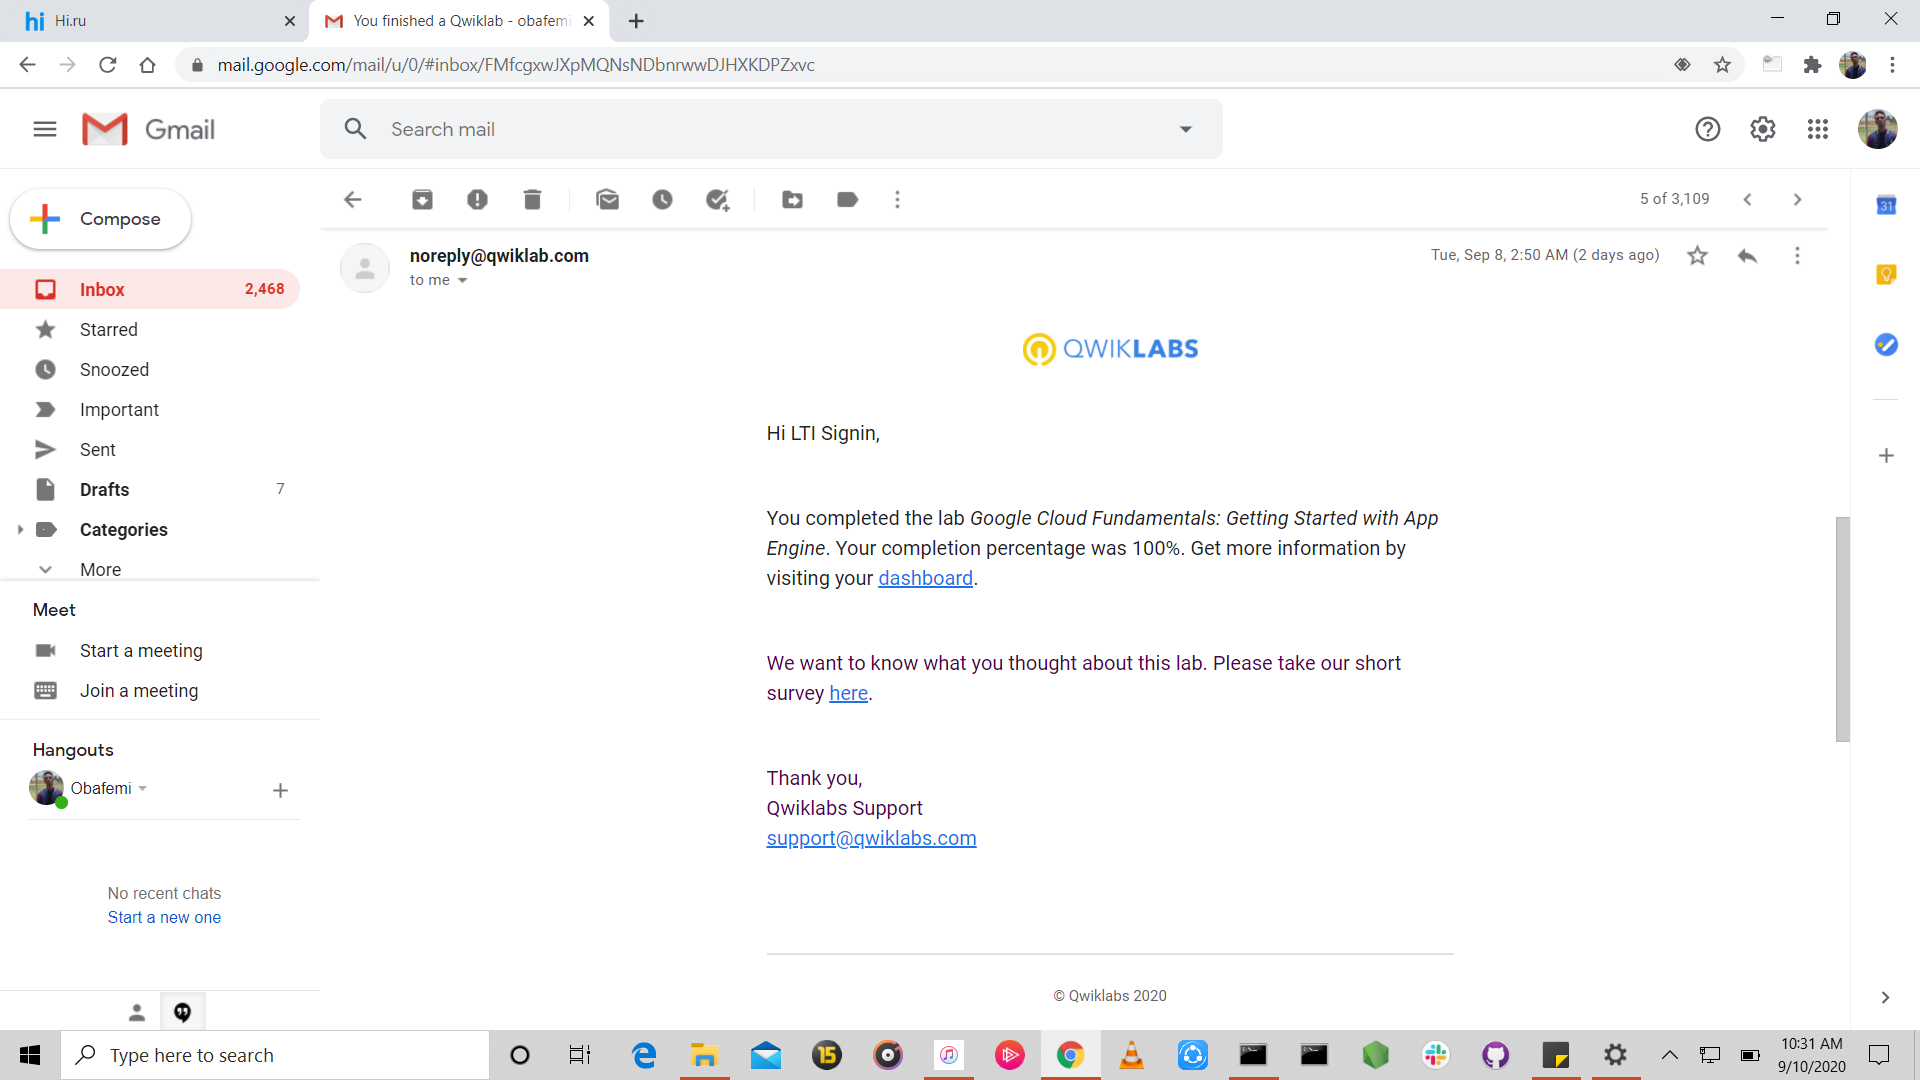 hi Hi.ru
You finished a Qwiklab - obafemi
mail.google.com/mail/u/0/#inbox/FMfcgxwJXpMQNsNDbnrwwDJHXKDPZxvc
Gmail
Search mail
Compose
5 of 3,109
31
noreply@qwiklab.com
Tue, Sep 8, 2:50 AM (2 days ago)
to me
Inbox 2,468
Starred
Snoozed
Important
Sent
Drafts 7
Categories
More
Meet
Start a meeting
Join a meeting
Hangouts
Obafemi
No recent chats
Start a new one
QWIKLABS
Hi LTI Signin,
You completed the lab Google Cloud Fundamentals: Getting Started with App
Engine. Your completion percentage was 100%. Get more information by
visiting your dashboard.
We want to know what you thought about this lab. Please take our short
survey here.
Thank you,
Qwiklabs Support
support@qwiklabs.com
© Qwiklabs 2020
Type here to search
15
10:31 AM
9/10/2020